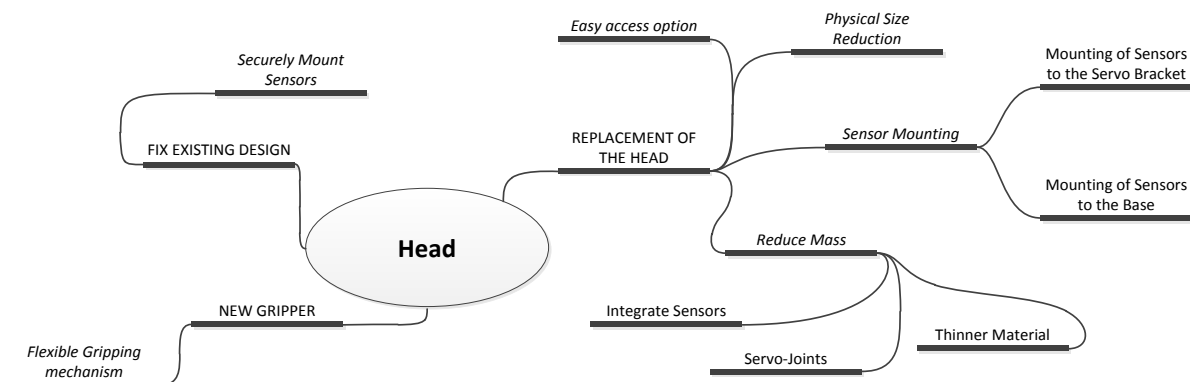 Easy access option
Physical Size
Reduction
Securely Mount
Sensors
Mounting of Sensors
to the Servo Bracket
FIX EXISTING DESIGN
REPLACEMENT OF
THE HEAD
Sensor Mounting
Mounting of Sensors
to the Base
Head
Reduce Mass
NEW GRIPPER
Integrate Sensors
Thinner Material
Flexible Gripping
mechanism
Servo-Joints